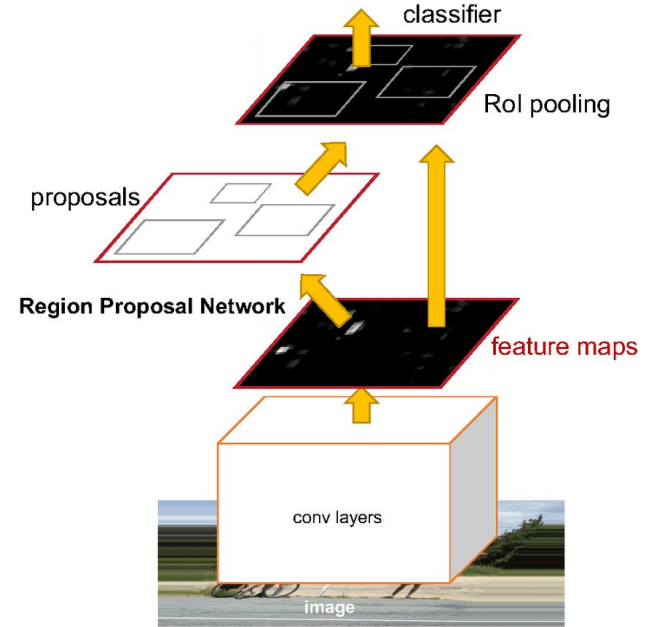 classifier
RoI pooling
proposals
Region Proposal Network
feature maps
conv layers
image